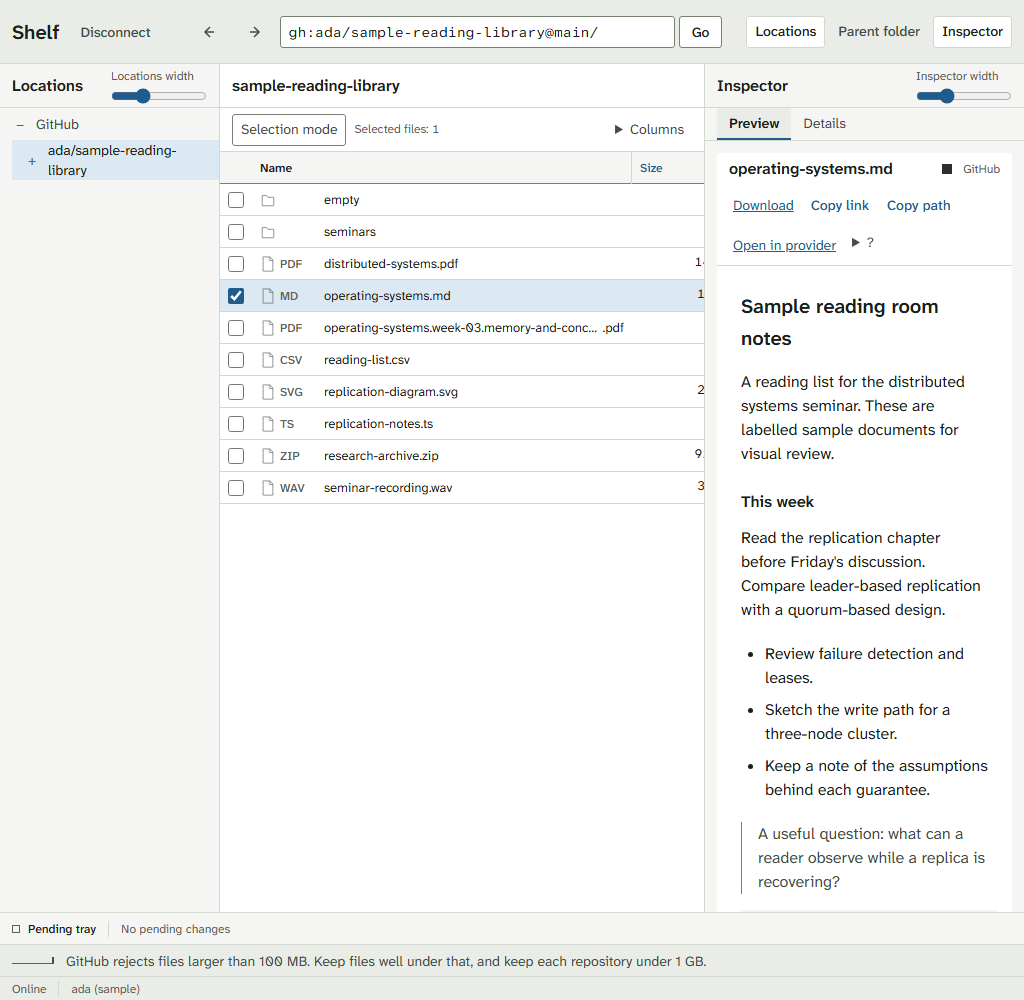 Shelf Disconnect ← → gh:ada/sample-reading-library@main/ Go Locations Parent folder Inspector
Locations Locations width
– GitHub
+ ada/sample-reading-
library
sample-reading-library
Selection mode Selected files: 1 ▶ Columns
Name Size
empty
seminars
PDF distributed-systems.pdf
MD operating-systems.md
PDF operating-systems.week-03.memory-and-conc... .pdf
CSV reading-list.csv
SVG replication-diagram.svg
TS replication-notes.ts
ZIP research-archive.zip
WAV seminar-recording.wav
Inspector Inspector width
Preview Details
operating-systems.md GitHub
Download Copy link Copy path
Open in provider ▶ ?
Sample reading room
notes
A reading list for the distributed
systems seminar. These are
labelled sample documents for
visual review.
This week
Read the replication chapter
before Friday's discussion.
Compare leader-based replication
with a quorum-based design.
• Review failure detection and
leases.
• Sketch the write path for a
three-node cluster.
• Keep a note of the assumptions
behind each guarantee.
A useful question: what can a
reader observe while a replica is
recovering?
Pending tray No pending changes
GitHub rejects files larger than 100 MB. Keep files well under that, and keep each repository under 1 GB.
Online ada (sample)